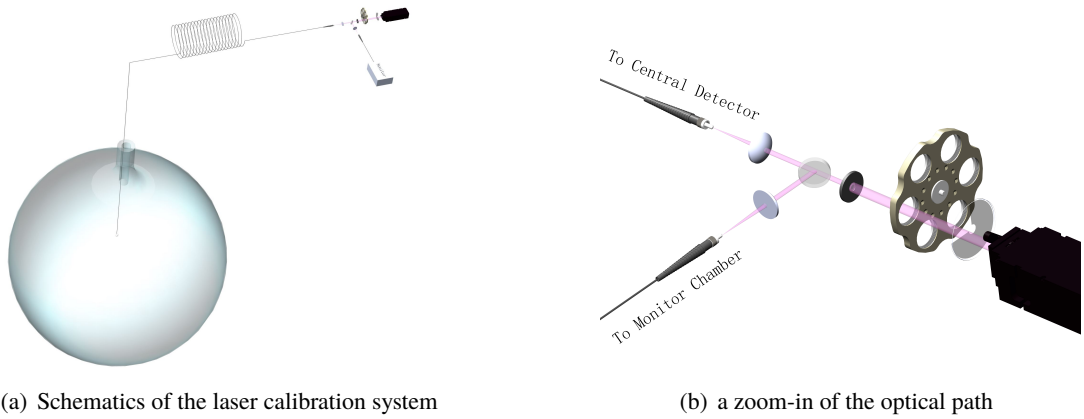 To Central Detector
To Monitor Chamber
(a) Schematics of the laser calibration system
(b) a zoom-in of the optical path